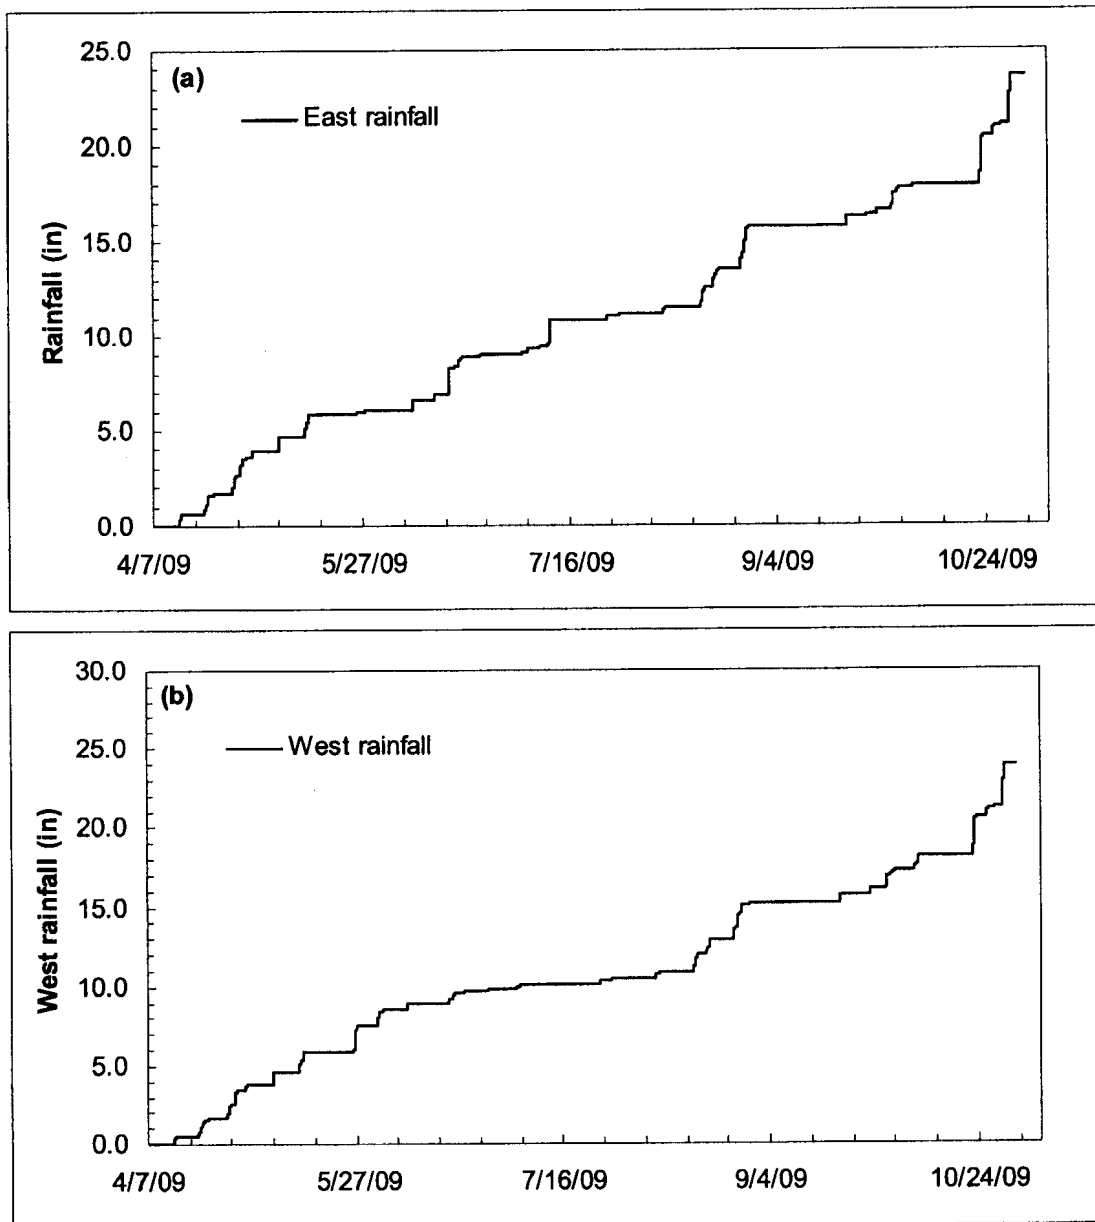 25.0
(a)
East rainfall
20.0
15.0
10.0
5.0
0.0
Rainfall (in)
4/7/09 5/27/09 7/16/09 9/4/09 10/24/09
30.0
(b)
West rainfall
25.0
20.0
15.0
10.0
5.0
0.0
West rainfall (in)
4/7/09 5/27/09 7/16/09 9/4/09 10/24/09